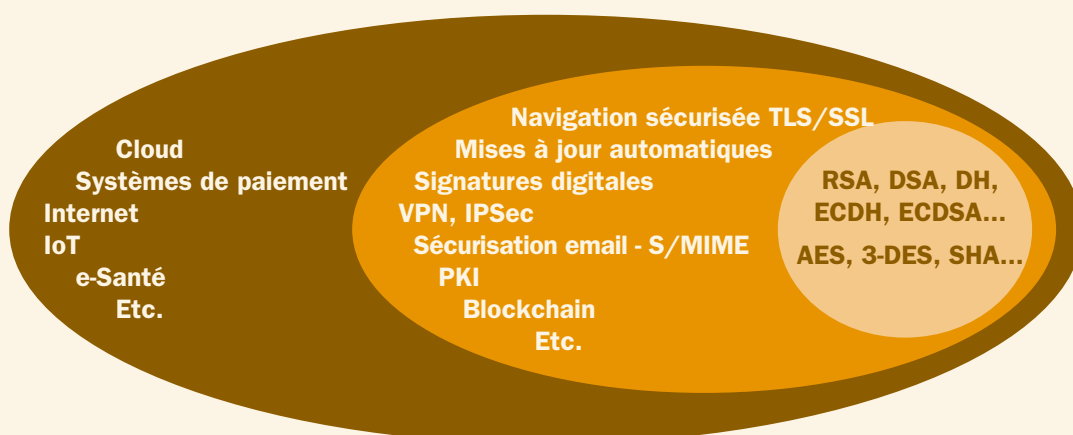 Cloud
Systèmes de paiement
Internet
IoT
e-Santé
Etc.
Navigation sécurisée TLS/SSL
Mises à jour automatiques
Signatures digitales
VPN, IPSec
Sécurisation email - S/MIME
PKI
Blockchain
Etc.
RSA, DSA, DH,
ECDH, ECDSA...
AES, 3-DES, SHA...